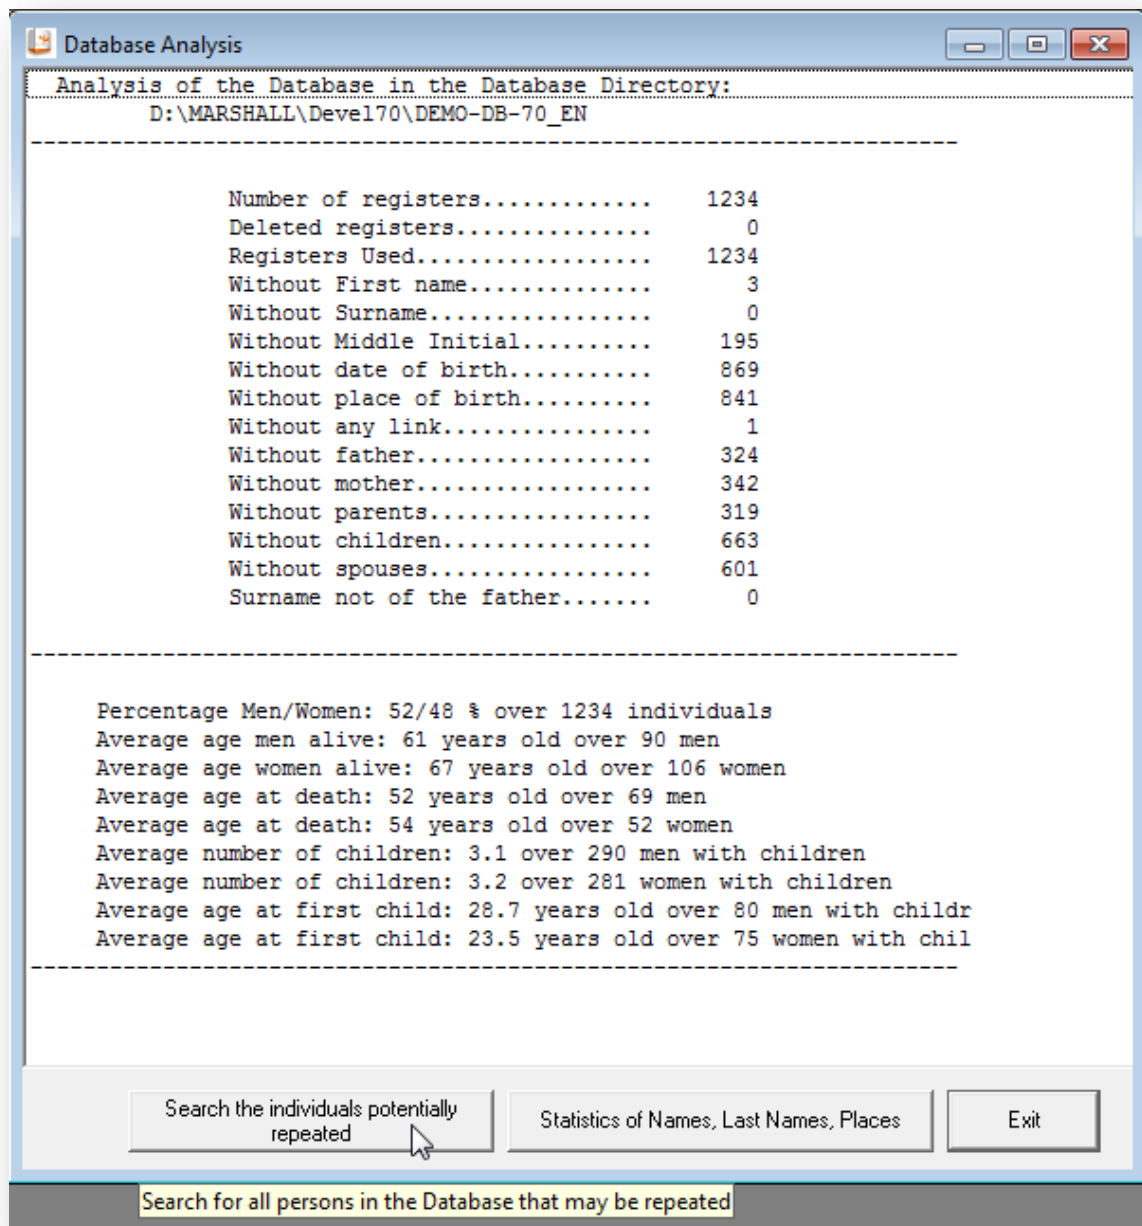 Database Analysis
Analysis of the Database in the Database Directory:
D:\MARSHALL\Devel70\DEMO-DB-70_EN
----------------------------------------------------------------------
Number of registers............. 1234
Deleted registers............... 0
Registers Used.................. 1234
Without First name.............. 3
Without Surname................. 0
Without Middle Initial.......... 195
Without date of birth........... 869
Without place of birth.......... 841
Without any link................ 1
Without father.................. 324
Without mother.................. 342
Without parents................. 319
Without children................ 663
Without spouses................. 601
Surname not of the father....... 0
----------------------------------------------------------------------
Percentage Men/Women: 52/48 % over 1234 individuals
Average age men alive: 61 years old over 90 men
Average age women alive: 67 years old over 106 women
Average age at death: 52 years old over 69 men
Average age at death: 54 years old over 52 women
Average number of children: 3.1 over 290 men with children
Average number of children: 3.2 over 281 women with children
Average age at first child: 28.7 years old over 80 men with childr
Average age at first child: 23.5 years old over 75 women with chil
----------------------------------------------------------------------
Search the individuals potentially
repeated
Statistics of Names, Last Names, Places
Exit
Search for all persons in the Database that may be repeated